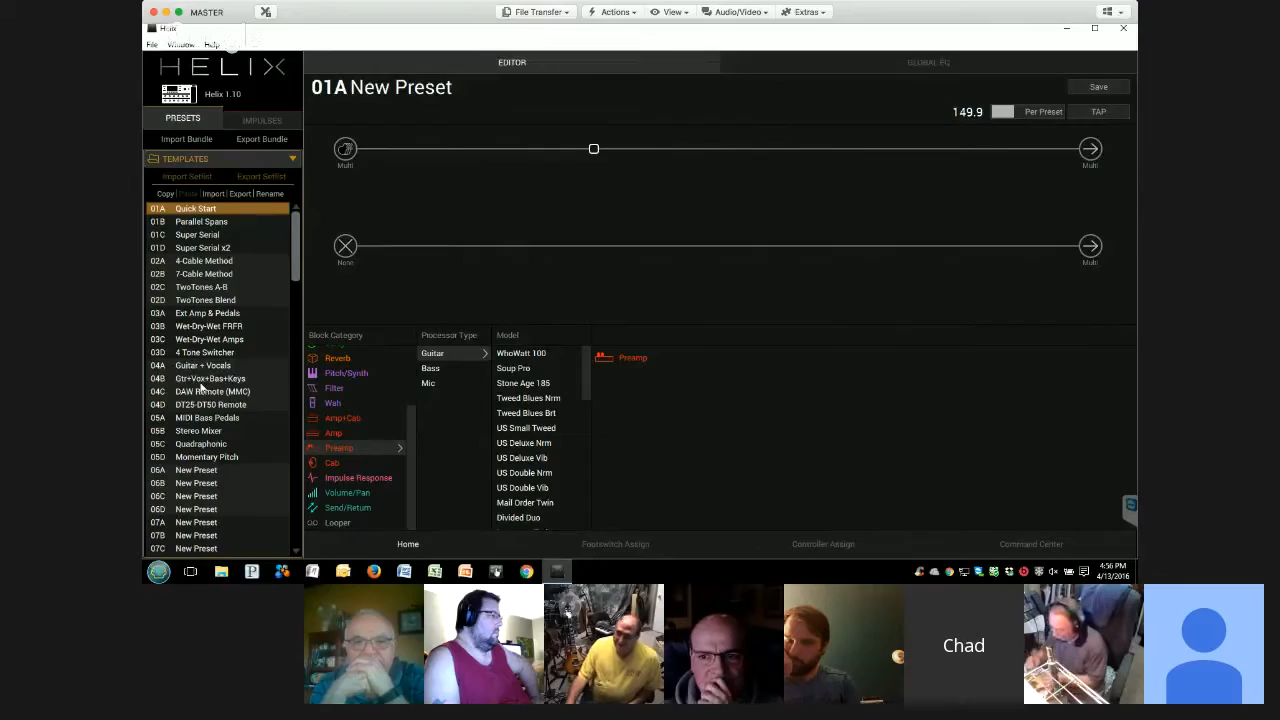 MASTER
File Transfer
Actions
View
Audio/Video
Extras
Helix
File Window Help
HELIX
Helix 1.10
PRESETS
IMPULSES
Import Bundle
Export Bundle
TEMPLATES
Import Setlist
Export Setlist
Copy | Paste | Import | Export | Rename
01A Quick Start
01B Parallel Spans
01C Super Serial
01D Super Serial x2
02A 4-Cable Method
02B 7-Cable Method
02C TwoTones A-B
02D TwoTones Blend
03A Ext Amp & Pedals
03B Wet-Dry-Wet FRFR
03C Wet-Dry-Wet Amps
03D 4 Tone Switcher
04A Guitar + Vocals
04B Gtr+Vox+Bas+Keys
04C DAW Remote (MMC)
04D DT25-DT50 Remote
05A MIDI Bass Pedals
05B Stereo Mixer
05C Quadraphonic
05D Momentary Pitch
06A New Preset
06B New Preset
06C New Preset
06D New Preset
07A New Preset
07B New Preset
07C New Preset
EDITOR
GLOBAL EQ
01A New Preset
Save
149.9
Per Preset
TAP
Multi
Multi
None
Multi
Block Category
Processor Type
Model
Reverb
Pitch/Synth
Filter
Wah
Amp+Cab
Amp
Preamp
Cab
Impulse Response
Volume/Pan
Send/Return
Looper
Guitar
Bass
Mic
WhoWatt 100
Soup Pro
Stone Age 185
Tweed Blues Nrm
Tweed Blues Brt
US Small Tweed
US Deluxe Nrm
US Deluxe Vib
US Double Nrm
US Double Vib
Mail Order Twin
Divided Duo
Preamp
Home
Footswitch Assign
Controller Assign
Command Center
4:56 PM
4/13/2016
Chad